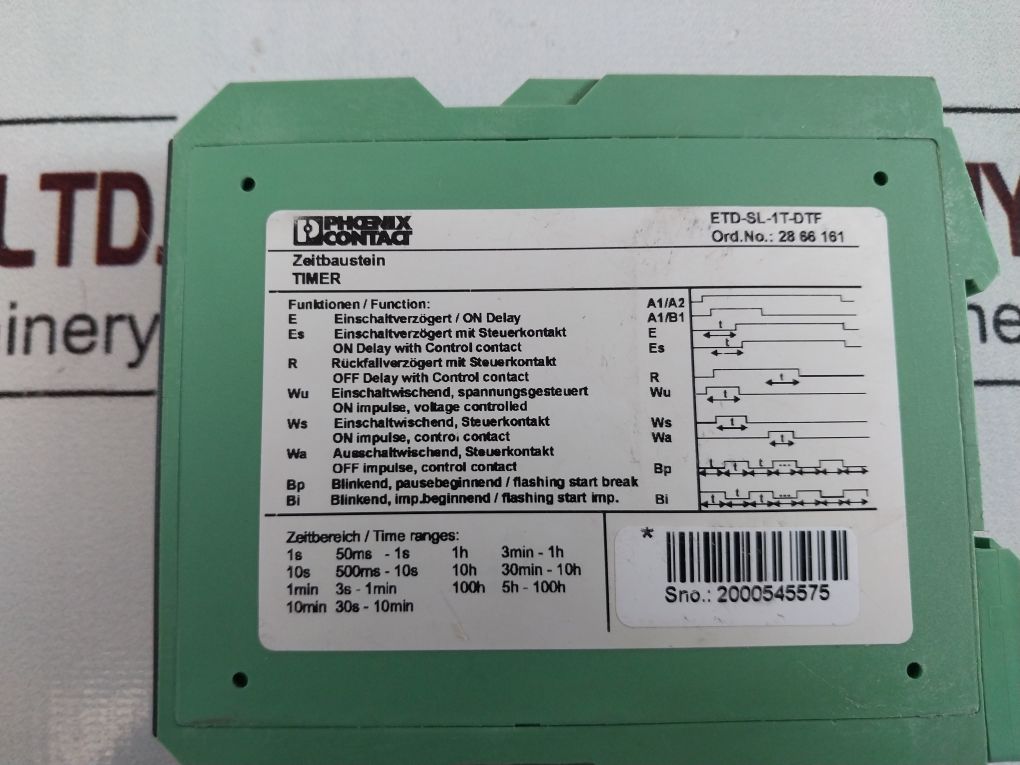 LTD.
inery
PHŒNIX
CONTACT
ETD-SL-1T-DTF
Ord.No.: 28 66 161
Zeitbaustein
TIMER
Funktionen / Function:
E Einschaltverzögert / ON Delay
Es Einschaltverzögert mit Steuerkontakt
ON Delay with Control contact
R Rückfallverzögert mit Steuerkontakt
OFF Delay with Control contact
Wu Einschaltwischend, spannungsgesteuert
ON impulse, voltage controlled
Ws Einschaltwischend, Steuerkontakt
ON impulse, control contact
Wa Ausschaltwischend, Steuerkontakt
OFF impulse, control contact
Bp Blinkend, pausebeginnend / flashing start break
Bi Blinkend, imp.beginnend / flashing start imp.
A1/A2
A1/B1
E t
Es t
R t
Wu t
Ws t
Wa t
Bp t t t ---
Bi t t t ---
Zeitbereich / Time ranges:
1s 50ms - 1s 1h 3min - 1h
10s 500ms - 10s 10h 30min - 10h
1min 3s - 1min 100h 5h - 100h
10min 30s - 10min
*
Sno.: 2000545575